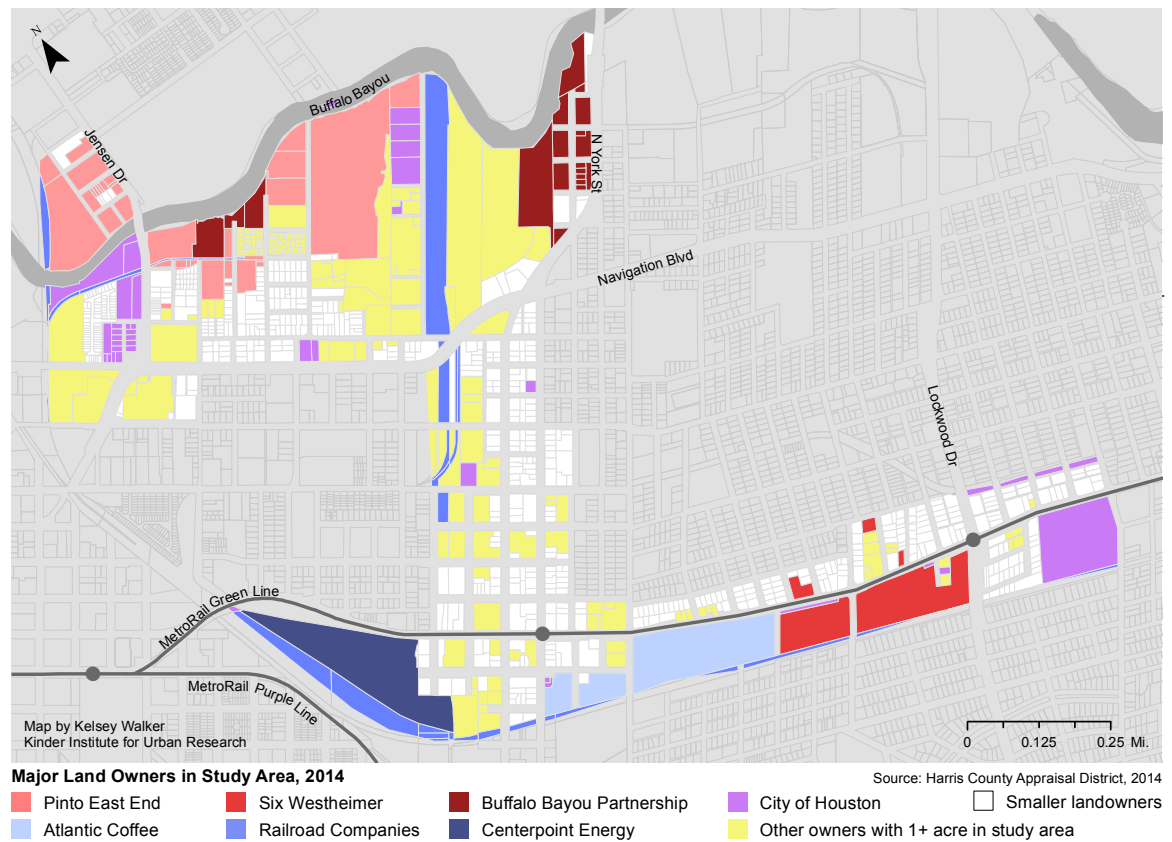 N
Buffalo Bayou
Jensen Dr
N York St
Navigation Blvd
Lockwood Dr
MetroRail Green Line
MetroRail Purple Line
Map by Kelsey Walker
Kinder Institute for Urban Research
0 0.125 0.25 Mi.
Major Land Owners in Study Area, 2014
Source: Harris County Appraisal District, 2014
Pinto East End
Six Westheimer
Buffalo Bayou Partnership
City of Houston
Smaller landowners
Atlantic Coffee
Railroad Companies
Centerpoint Energy
Other owners with 1+ acre in study area